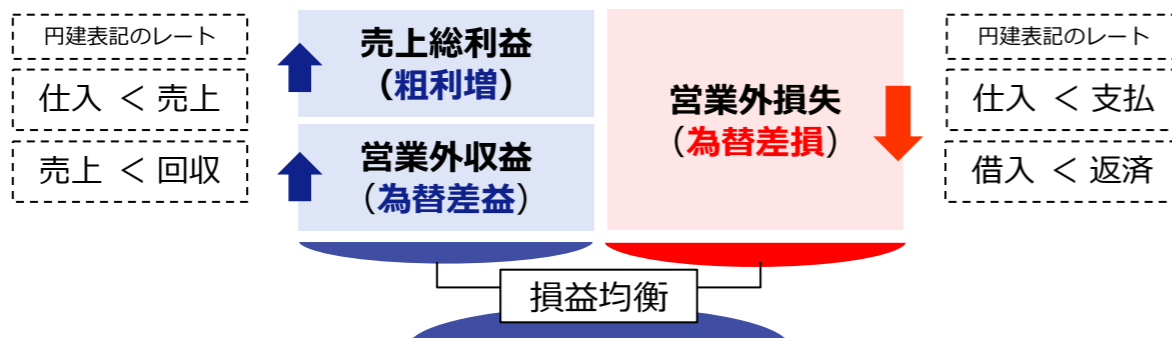 円建表記のレート
仕入 < 売上
売上 < 回収
売上総利益
(粗利増)
営業外収益
(為替差益)
営業外損失
(為替差損)
円建表記のレート
仕入 < 支払
借入 < 返済
損益均衡